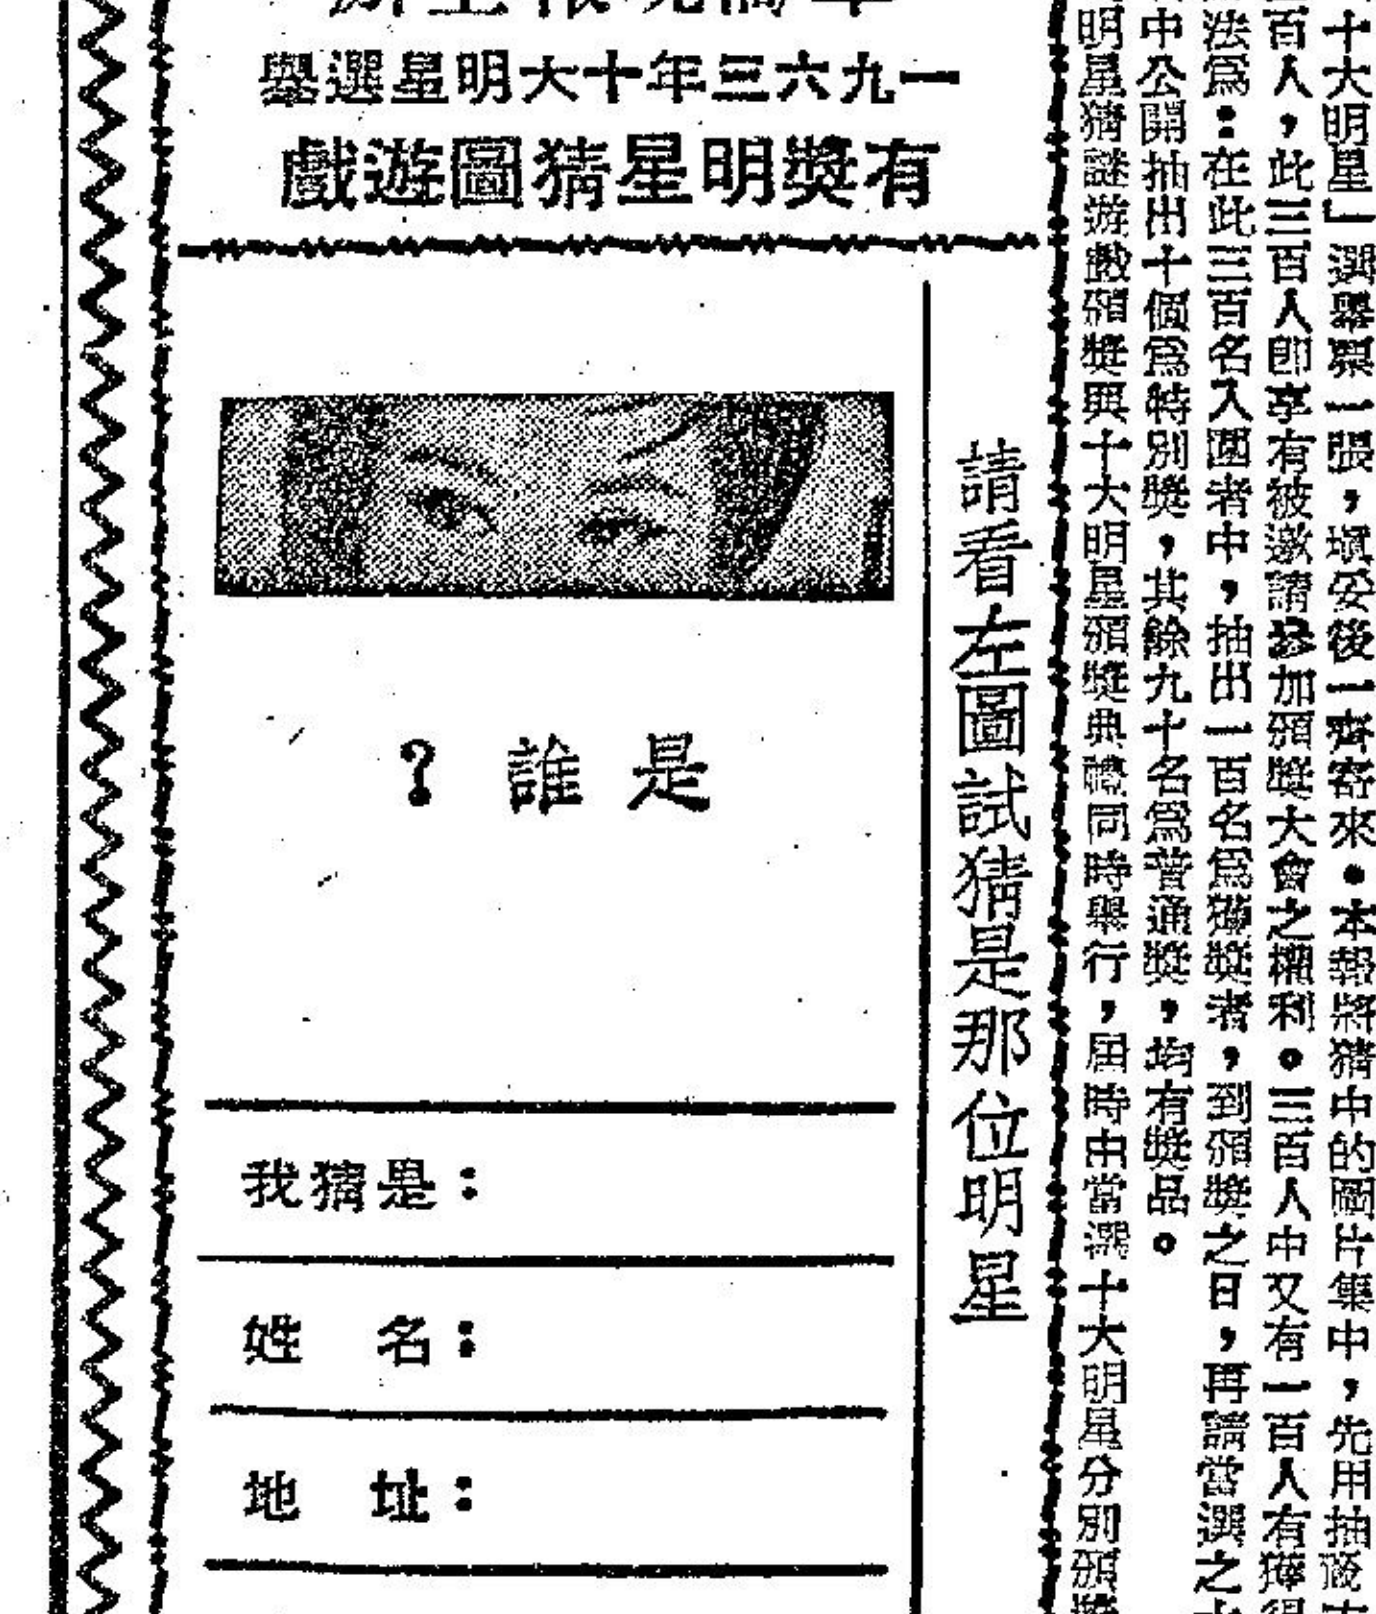 十大明星」選舉票一張，塡妥後一齊寄來。本報將猜中的圖片集中，先用抽
百人，此三百人卽享有被邀請參加頒獎大會之權利。三百人中又有一百人有獲得
法爲：在此三百名入圍者中，抽出一百名爲獲獎者，到頒獎之日，再請當選之
中公開抽出十個爲特別獎，其餘九十名爲普通獎，均有獎品。
明星猜謎遊戲頒獎與十大明星頒獎典禮同時舉行，屆時由當選十大明星分別頒獎
一九六三年十大明星選舉
有獎明星猜圖遊戲
請看左圖試猜是那位明星
是誰？
我猜是：
姓名：
地址：